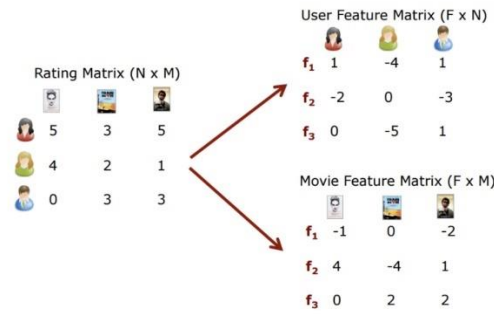 Rating Matrix (N x M)
5 3 5
4 2 1
0 3 3
User Feature Matrix (F x N)
f₁ 1 -4 1
f₂ -2 0 -3
f₃ 0 -5 1
Movie Feature Matrix (F x M)
f₁ -1 0 -2
f₂ 4 -4 1
f₃ 0 2 2